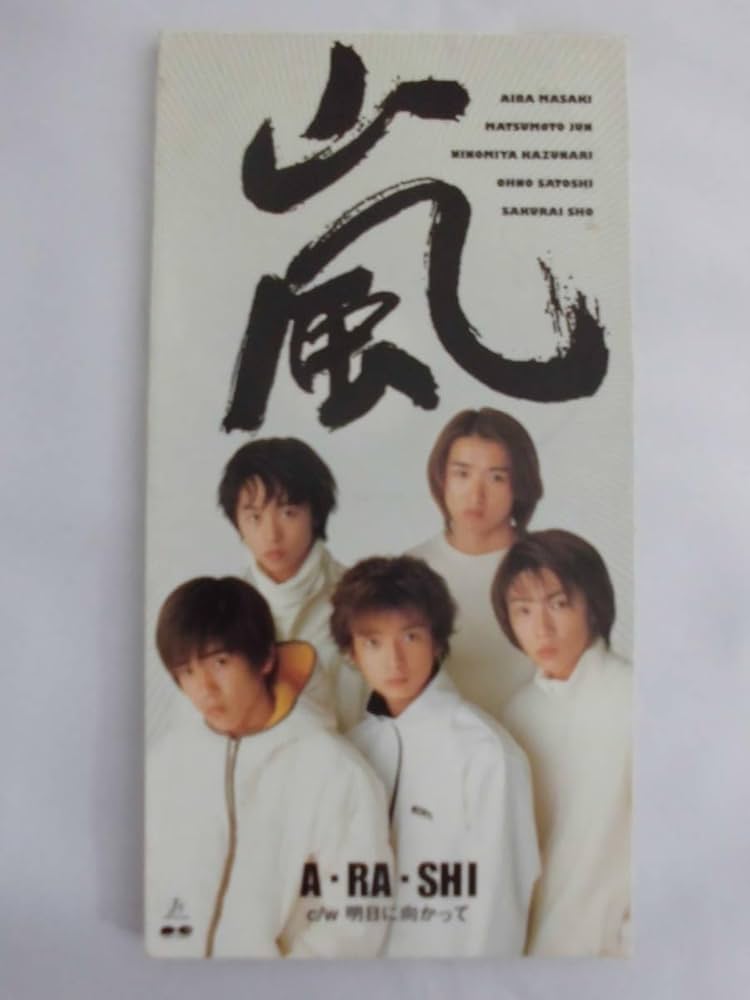 嵐
AIBA MASAKI
MATSUMOTO JUN
NINOMIYA KAZUNARI
OHNO SATOSHI
SAKURAI SHO
A・RA・SHI
c/w 明日に向かって